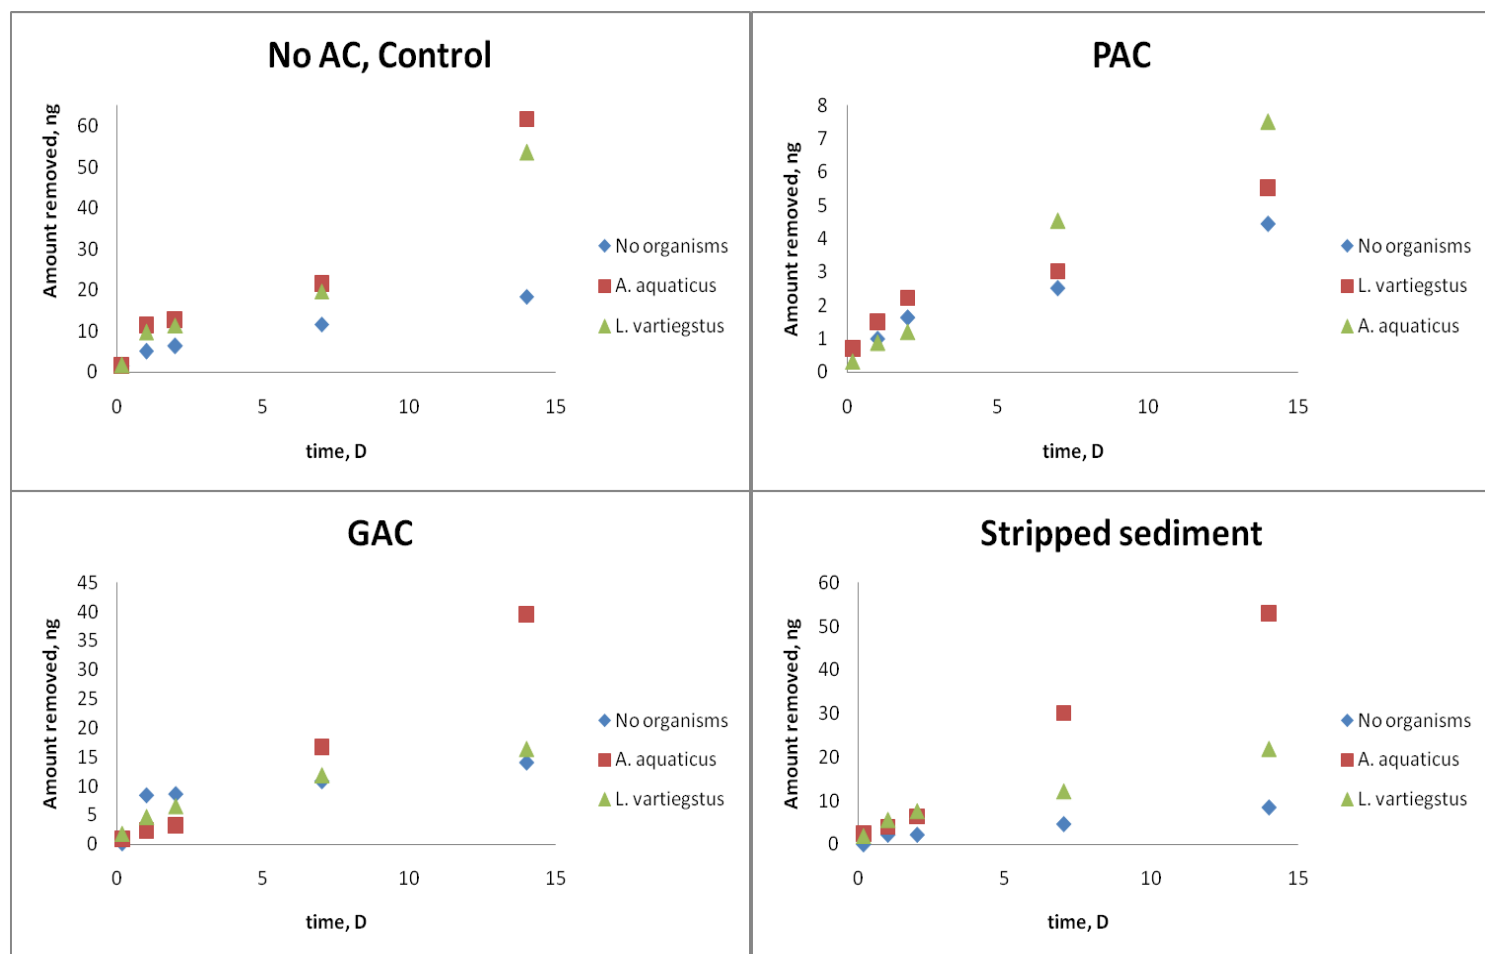 No AC, Control
Amount removed, ng
60
50
40
30
20
10
0
0 5 10 15
time, D
No organisms
A. aquaticus
L. vartiegstus
PAC
Amount removed, ng
8
7
6
5
4
3
2
1
0
0 5 10 15
time, D
No organisms
L. vartiegstus
A. aquaticus
GAC
Amount removed, ng
45
40
35
30
25
20
15
10
5
0
0 5 10 15
time, D
No organisms
A. aquaticus
L. vartiegstus
Stripped sediment
Amount removed, ng
60
50
40
30
20
10
0
0 5 10 15
time, D
No organisms
A. aquaticus
L. vartiegstus